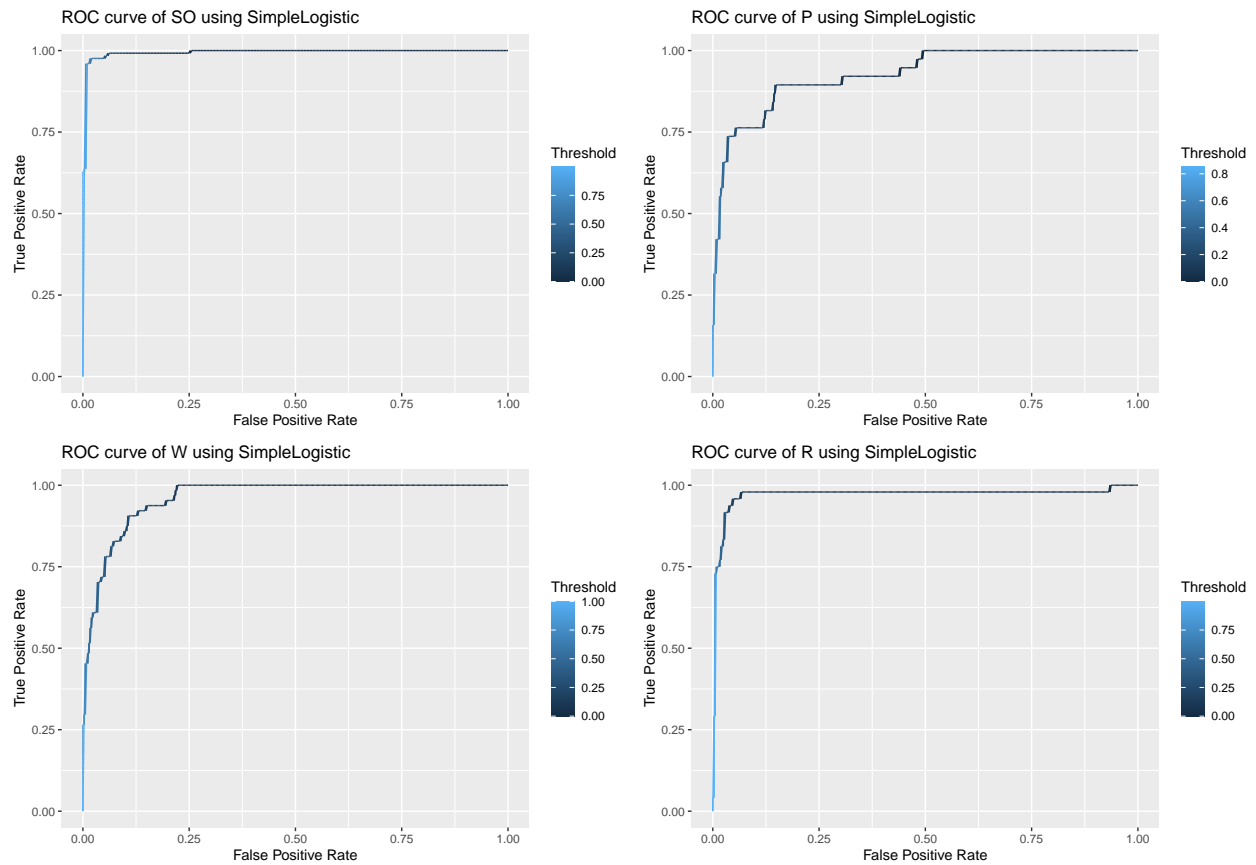 ROC curve of SO using SimpleLogistic
1.00
0.75
0.50
0.25
0.00
True Positive Rate
0.00 0.25 0.50 0.75 1.00
False Positive Rate
Threshold
0.75
0.50
0.25
0.00
ROC curve of P using SimpleLogistic
1.00
0.75
0.50
0.25
0.00
True Positive Rate
0.00 0.25 0.50 0.75 1.00
False Positive Rate
Threshold
0.8
0.6
0.4
0.2
0.0
ROC curve of W using SimpleLogistic
1.00
0.75
0.50
0.25
0.00
True Positive Rate
0.00 0.25 0.50 0.75 1.00
False Positive Rate
Threshold
1.00
0.75
0.50
0.25
0.00
ROC curve of R using SimpleLogistic
1.00
0.75
0.50
0.25
0.00
True Positive Rate
0.00 0.25 0.50 0.75 1.00
False Positive Rate
Threshold
0.75
0.50
0.25
0.00